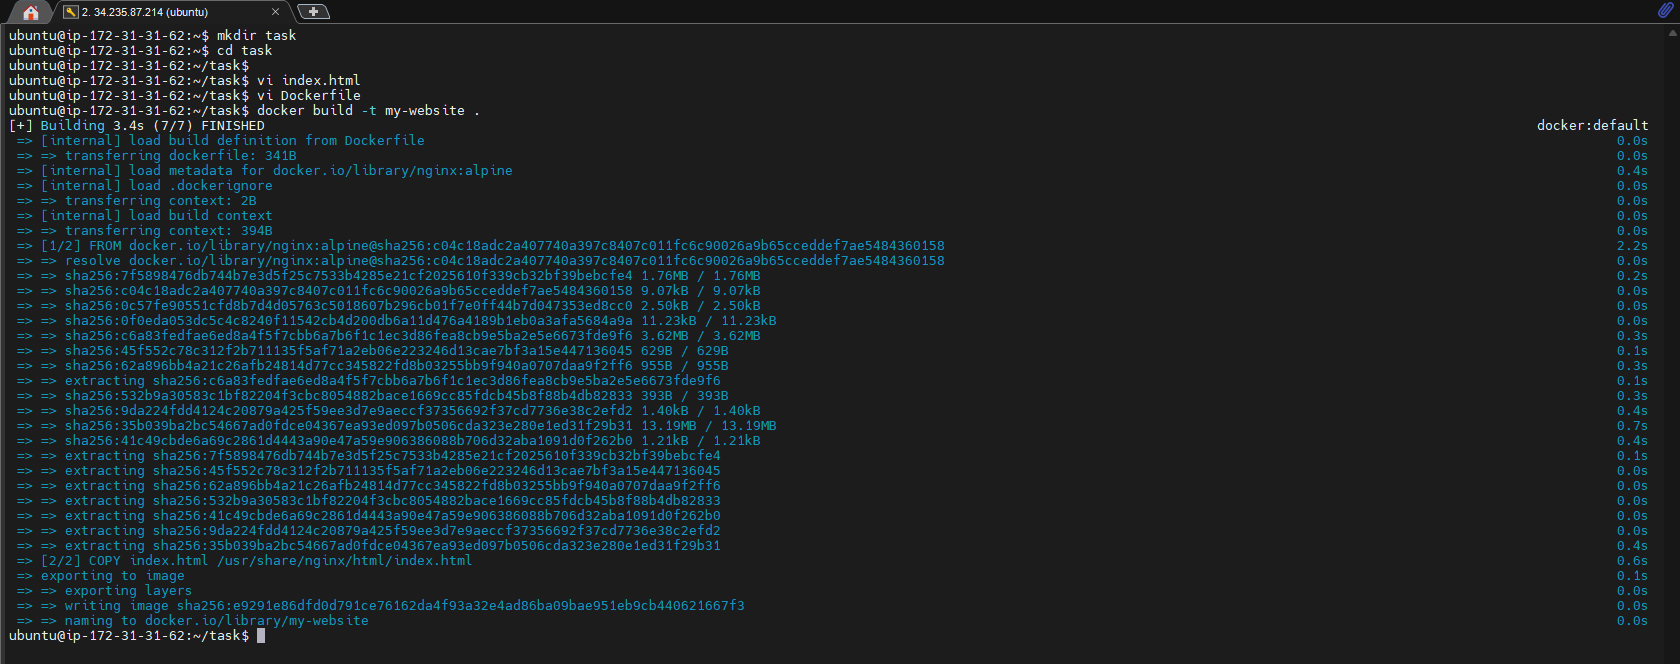 2. 34.235.87.214 (ubuntu)
ubuntu@ip-172-31-31-62:~$ mkdir task
ubuntu@ip-172-31-31-62:~$ cd task
ubuntu@ip-172-31-31-62:~/task$
ubuntu@ip-172-31-31-62:~/task$ vi index.html
ubuntu@ip-172-31-31-62:~/task$ vi Dockerfile
ubuntu@ip-172-31-31-62:~/task$ docker build -t my-website .
[+] Building 3.4s (7/7) FINISHED docker:default
=> [internal] load build definition from Dockerfile 0.0s
=> => transferring dockerfile: 341B 0.0s
=> [internal] load metadata for docker.io/library/nginx:alpine 0.4s
=> [internal] load .dockerignore 0.0s
=> => transferring context: 2B 0.0s
=> [internal] load build context 0.0s
=> => transferring context: 394B 0.0s
=> [1/2] FROM docker.io/library/nginx:alpine@sha256:c04c18adc2a407740a397c8407c011fc6c90026a9b65cceddef7ae5484360158 2.2s
=> => resolve docker.io/library/nginx:alpine@sha256:c04c18adc2a407740a397c8407c011fc6c90026a9b65cceddef7ae5484360158 0.0s
=> => sha256:7f5898476db744b7e3d5f25c7533b4285e21cf2025610f339cb32bf39bebcfe4 1.76MB / 1.76MB 0.2s
=> => sha256:c04c18adc2a407740a397c8407c011fc6c90026a9b65cceddef7ae5484360158 9.07kB / 9.07kB 0.0s
=> => sha256:0c57fe90551cfd8b7d4d05763c5018607b296cb01f7e0ff44b7d047353ed8cc0 2.50kB / 2.50kB 0.0s
=> => sha256:0f0eda053dc5c4c8240f11542cb4d200db6a11d476a4189b1eb0a3afa5684a9a 11.23kB / 11.23kB 0.0s
=> => sha256:c6a83fedfae6ed8a4f5f7cbb6a7b6f1c1ec3d86fea8cb9e5ba2e5e6673fde9f6 3.62MB / 3.62MB 0.3s
=> => sha256:45f552c78c312f2b711135f5af71a2eb06e223246d13cae7bf3a15e447136045 629B / 629B 0.1s
=> => sha256:62a896bb4a21c26afb24814d77cc345822fd8b03255bb9f940a0707daa9f2ff6 955B / 955B 0.3s
=> => extracting sha256:c6a83fedfae6ed8a4f5f7cbb6a7b6f1c1ec3d86fea8cb9e5ba2e5e6673fde9f6 0.1s
=> => sha256:532b9a30583c1bf82204f3cbc8054882bace1669cc85fdcb45b8f88b4db82833 393B / 393B 0.3s
=> => sha256:9da224fdd4124c20879a425f59ee3d7e9aeccf37356692f37cd7736e38c2efd2 1.40kB / 1.40kB 0.4s
=> => sha256:35b039ba2bc54667ad0fdce04367ea93ed097b0506cda323e280e1ed31f29b31 13.19MB / 13.19MB 0.7s
=> => sha256:41c49cbde6a69c2861d4443a90e47a59e906386088b706d32aba1091d0f262b0 1.21kB / 1.21kB 0.4s
=> => extracting sha256:7f5898476db744b7e3d5f25c7533b4285e21cf2025610f339cb32bf39bebcfe4 0.1s
=> => extracting sha256:45f552c78c312f2b711135f5af71a2eb06e223246d13cae7bf3a15e447136045 0.0s
=> => extracting sha256:62a896bb4a21c26afb24814d77cc345822fd8b03255bb9f940a0707daa9f2ff6 0.0s
=> => extracting sha256:532b9a30583c1bf82204f3cbc8054882bace1669cc85fdcb45b8f88b4db82833 0.0s
=> => extracting sha256:41c49cbde6a69c2861d4443a90e47a59e906386088b706d32aba1091d0f262b0 0.0s
=> => extracting sha256:9da224fdd4124c20879a425f59ee3d7e9aeccf37356692f37cd7736e38c2efd2 0.0s
=> => extracting sha256:35b039ba2bc54667ad0fdce04367ea93ed097b0506cda323e280e1ed31f29b31 0.4s
=> [2/2] COPY index.html /usr/share/nginx/html/index.html 0.6s
=> exporting to image 0.1s
=> => exporting layers 0.0s
=> => writing image sha256:e9291e86dfd0d791ce76162da4f93a32e4ad86ba09bae951eb9cb440621667f3 0.0s
=> => naming to docker.io/library/my-website 0.0s
ubuntu@ip-172-31-31-62:~/task$